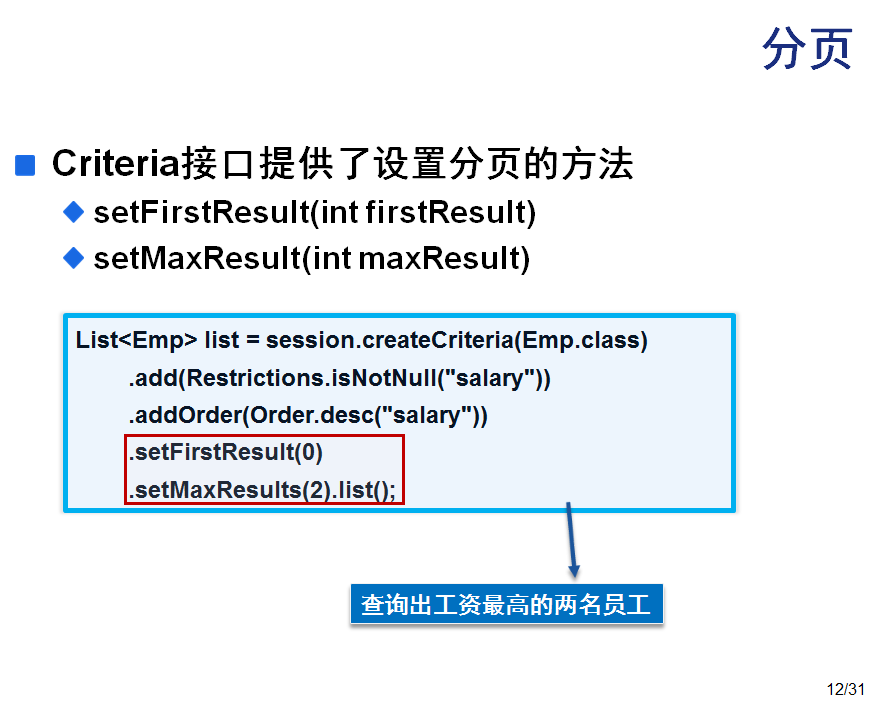 分页
Criteria接口提供了设置分页的方法
setFirstResult(int firstResult)
setMaxResult(int maxResult)
List<Emp> list = session.createCriteria(Emp.class)
.add(Restrictions.isNotNull("salary"))
.addOrder(Order.desc("salary"))
.setFirstResult(0)
.setMaxResults(2).list();
查询出工资最高的两名员工
12/31